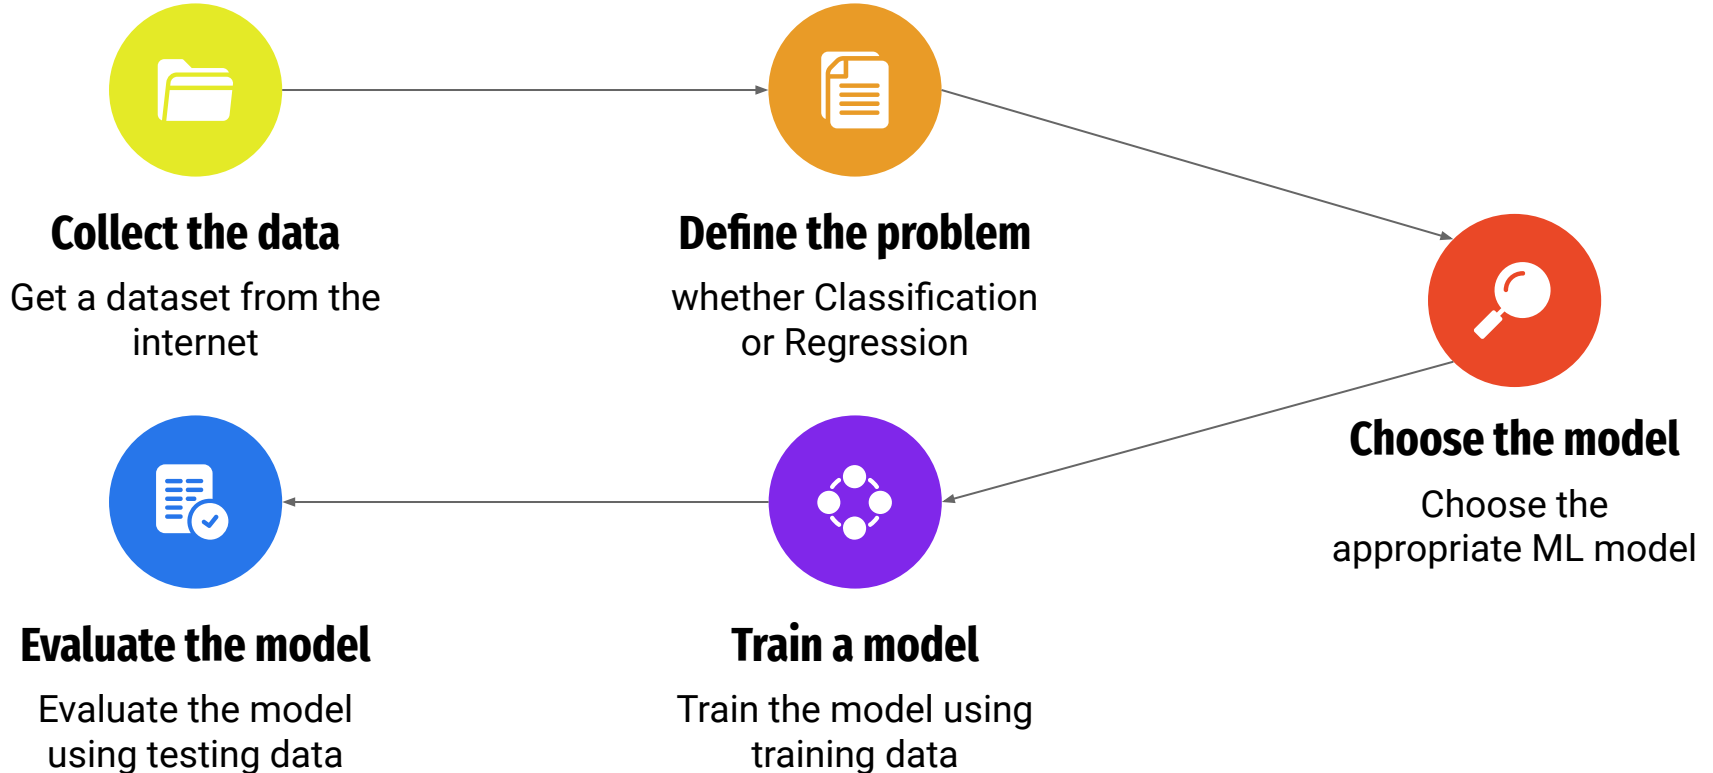 Collect the data
Get a dataset from the
internet
Define the problem
whether Classification
or Regression
Choose the model
Choose the
appropriate ML model
Train a model
Train the model using
training data
Evaluate the model
Evaluate the model
using testing data